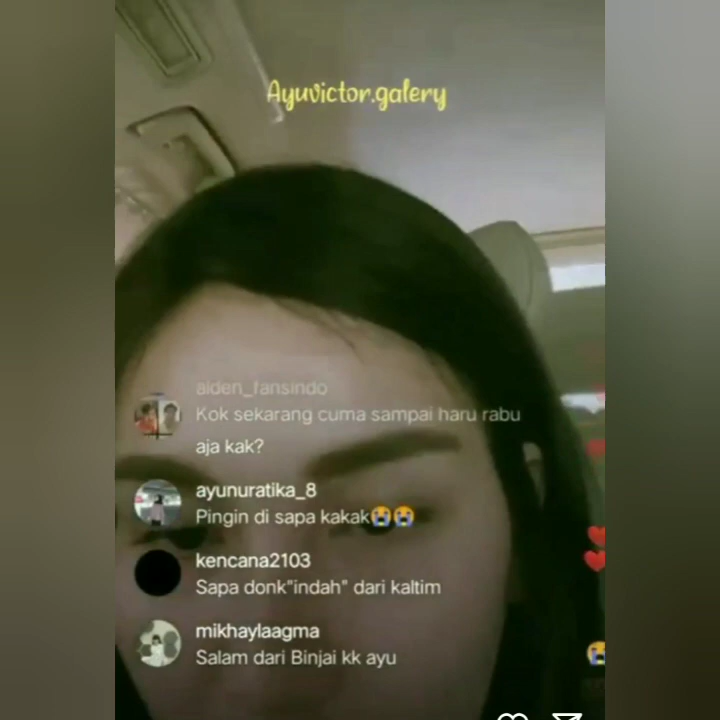 Ayuvictor.galery
aiden_fansindo
Kok sekarang cuma sampai haru rabu
aja kak?
ayunuratika_8
Pingin di sapa kakak😭😭
kencana2103
Sapa donk"indah" dari kaltim
mikhaylaagma
Salam dari Binjai kk ayu